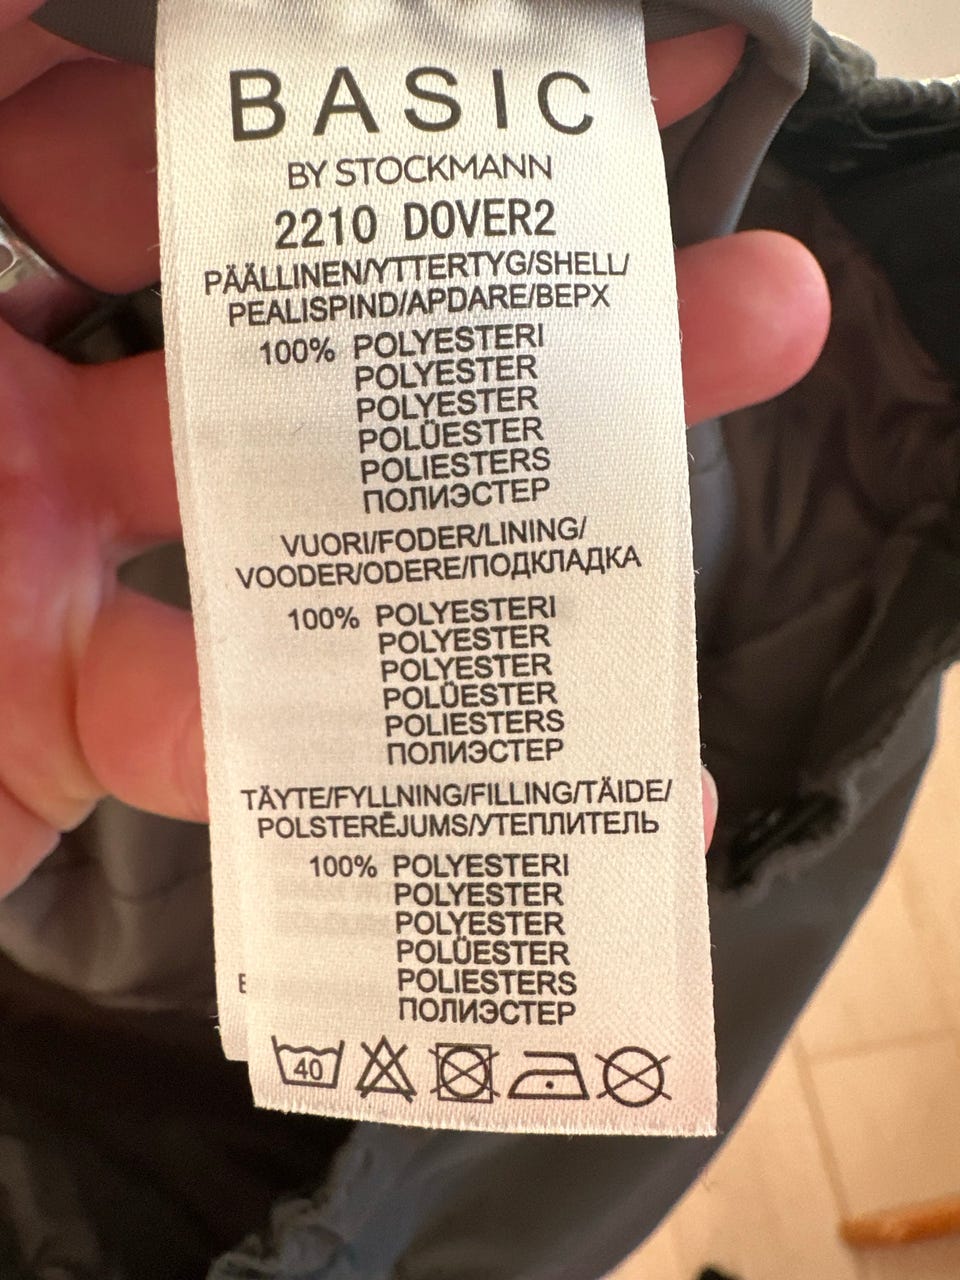 BASIC
BY STOCKMANN
2210 DOVER2
PÄÄLLINEN/YTTERTYG/SHELL/
PEALISPIND/APDARE/ВЕРХ
100% POLYESTERI
POLYESTER
POLYESTER
POLÜESTER
POLIESTERS
ПОЛИЭСТЕР
VUORI/FODER/LINING/
VOODER/ODERE/ПОДКЛАДКА
100% POLYESTERI
POLYESTER
POLYESTER
POLÜESTER
POLIESTERS
ПОЛИЭСТЕР
TÄYTE/FYLLNING/FILLING/TÄIDE/
POLSTERĒJUMS/УТЕПЛИТЕЛЬ
100% POLYESTERI
POLYESTER
POLYESTER
POLÜESTER
POLIESTERS
ПОЛИЭСТЕР
40